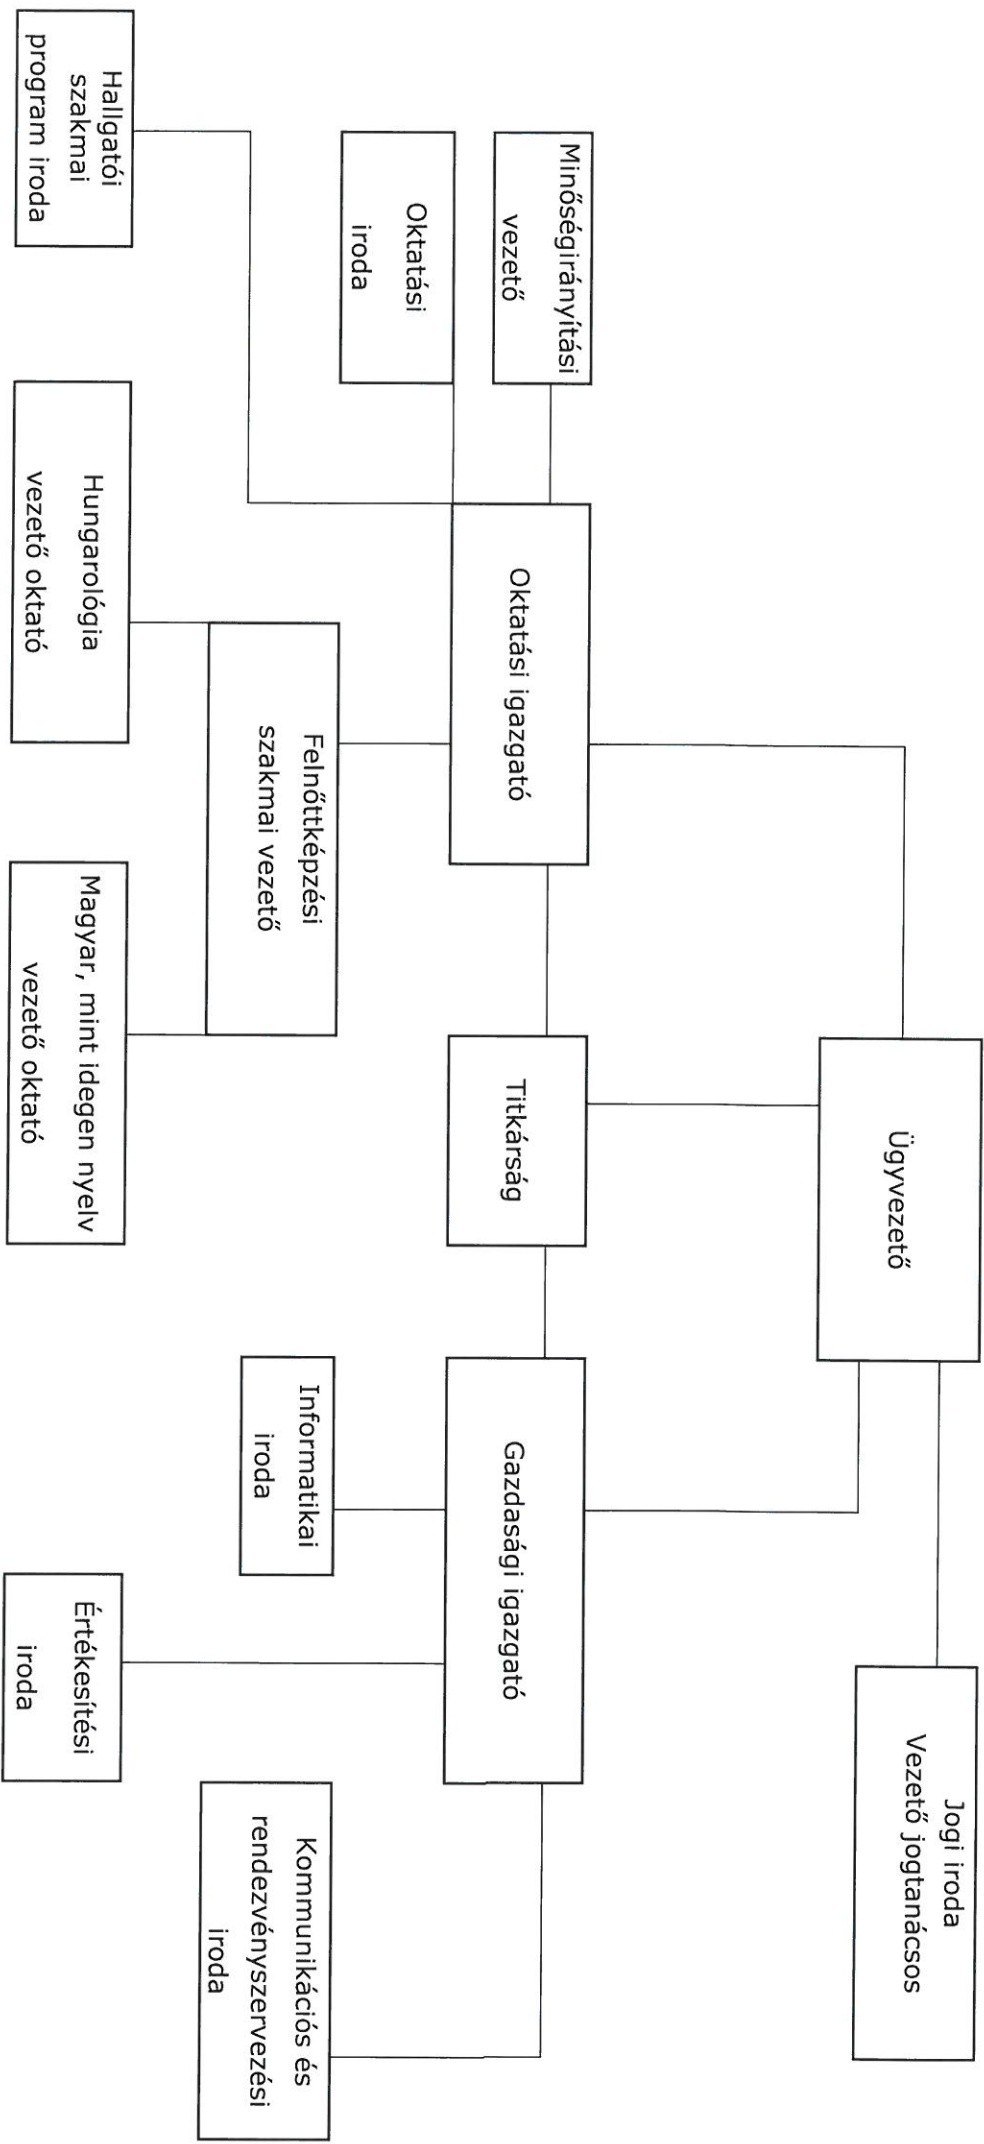 Ügyvezető
Jogi iroda
Vezető jogtanácsos
Minőségirányítási
vezető
Oktatási igazgató
Titkárság
Gazdasági igazgató
Oktatási
iroda
Felnőttképzési
szakmai vezető
Informatikai
iroda
Kommunikációs és
rendezvényszervezési
iroda
Hallgatói
szakmai
program iroda
Hungarológia
vezető oktató
Magyar, mint idegen nyelv
vezető oktató
Értékesítési
iroda